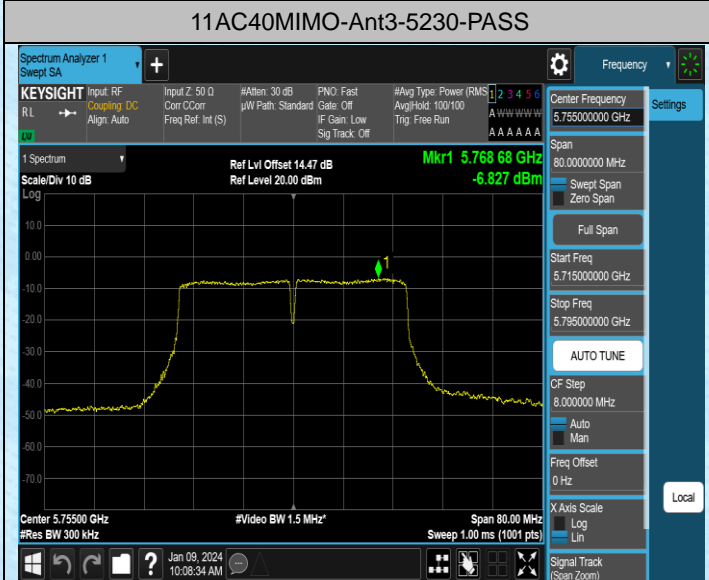 11AC40MIMO-Ant3-5230-PASS
Spectrum Analyzer 1
Swept SA
+
Frequency
KEYSIGHT
RL
LXI
Input: RF
Coupling: DC
Align: Auto
Input Z: 50 Ω
Corr CCorr
Freq Ref: Int (S)
#Atten: 30 dB
µW Path: Standard
PNO: Fast
Gate: Off
IF Gain: Low
Sig Track: Off
#Avg Type: Power (RMS
Avg|Hold: 100/100
Trig: Free Run
1 2 3 4 5 6
A W W W W W
A A A A A A
Center Frequency
5.755000000 GHz
Settings
Span
80.0000000 MHz
Swept Span
Zero Span
Full Span
Start Freq
5.715000000 GHz
Stop Freq
5.795000000 GHz
AUTO TUNE
CF Step
8.000000 MHz
Auto
Man
Freq Offset
0 Hz
X Axis Scale
Log
Lin
Local
Signal Track
(Span Zoom)
1 Spectrum
Scale/Div 10 dB
Log
Ref Lvl Offset 14.47 dB
Ref Level 20.00 dBm
Mkr1 5.768 68 GHz
-6.827 dBm
10.0
0.00
-10.0
-20.0
-30.0
-40.0
-50.0
-60.0
-70.0
1
Center 5.75500 GHz
#Res BW 300 kHz
#Video BW 1.5 MHz*
Span 80.00 MHz
Sweep 1.00 ms (1001 pts)
?
Jan 09, 2024
10:08:34 AM